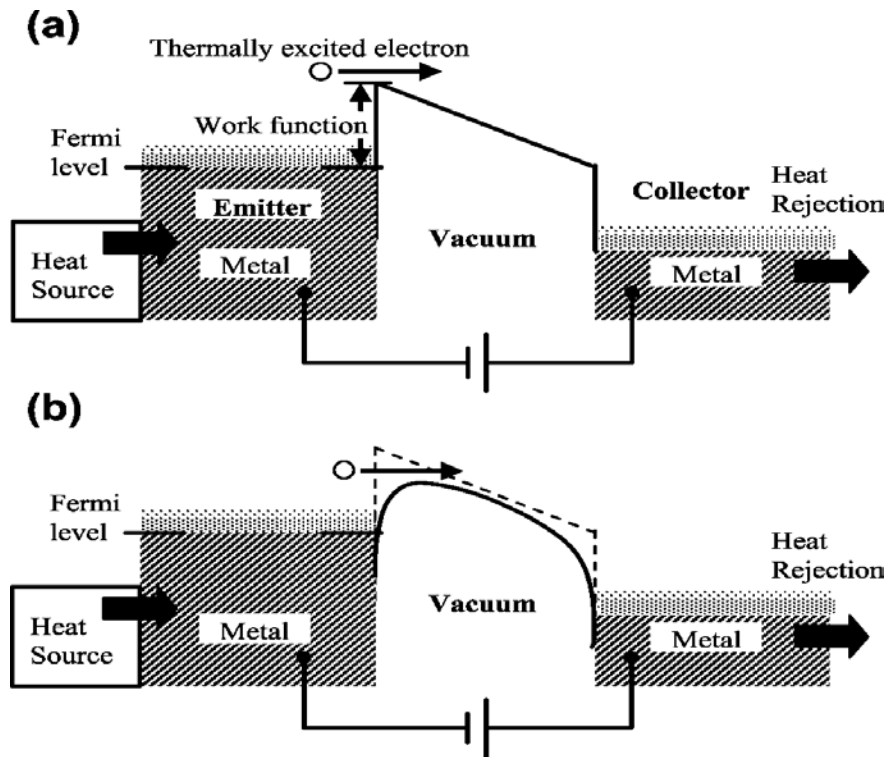 (a)
Thermally excited electron
Work function
Fermi
level
Emitter
Collector
Heat
Rejection
Vacuum
Heat
Source
Metal
Metal
(b)
Fermi
level
Heat
Rejection
Vacuum
Heat
Source
Metal
Metal